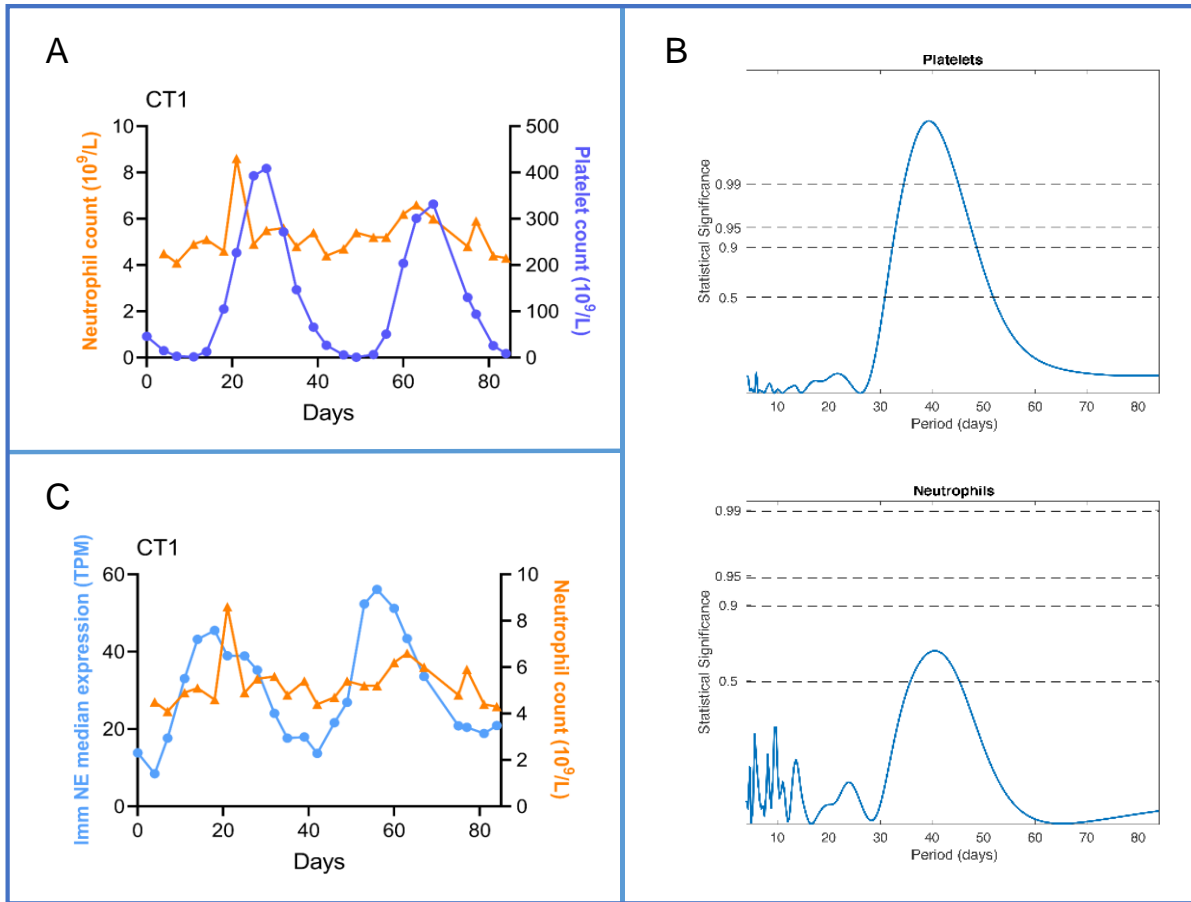 A
CT1
Neutrophil count (10⁹/L)
Platelet count (10⁹/L)
10
8
6
4
2
0
500
400
300
200
100
0
0 20 40 60 80
Days
B
Platelets
Statistical Significance
0.99
0.95
0.9
0.5
10 20 30 40 50 60 70 80
Period (days)
Neutrophils
Statistical Significance
0.99
0.95
0.9
0.5
10 20 30 40 50 60 70 80
Period (days)
C
CT1
Imm NE median expression (TPM)
Neutrophil count (10⁹/L)
60
40
20
0
10
8
6
4
2
0
0 20 40 60 80
Days